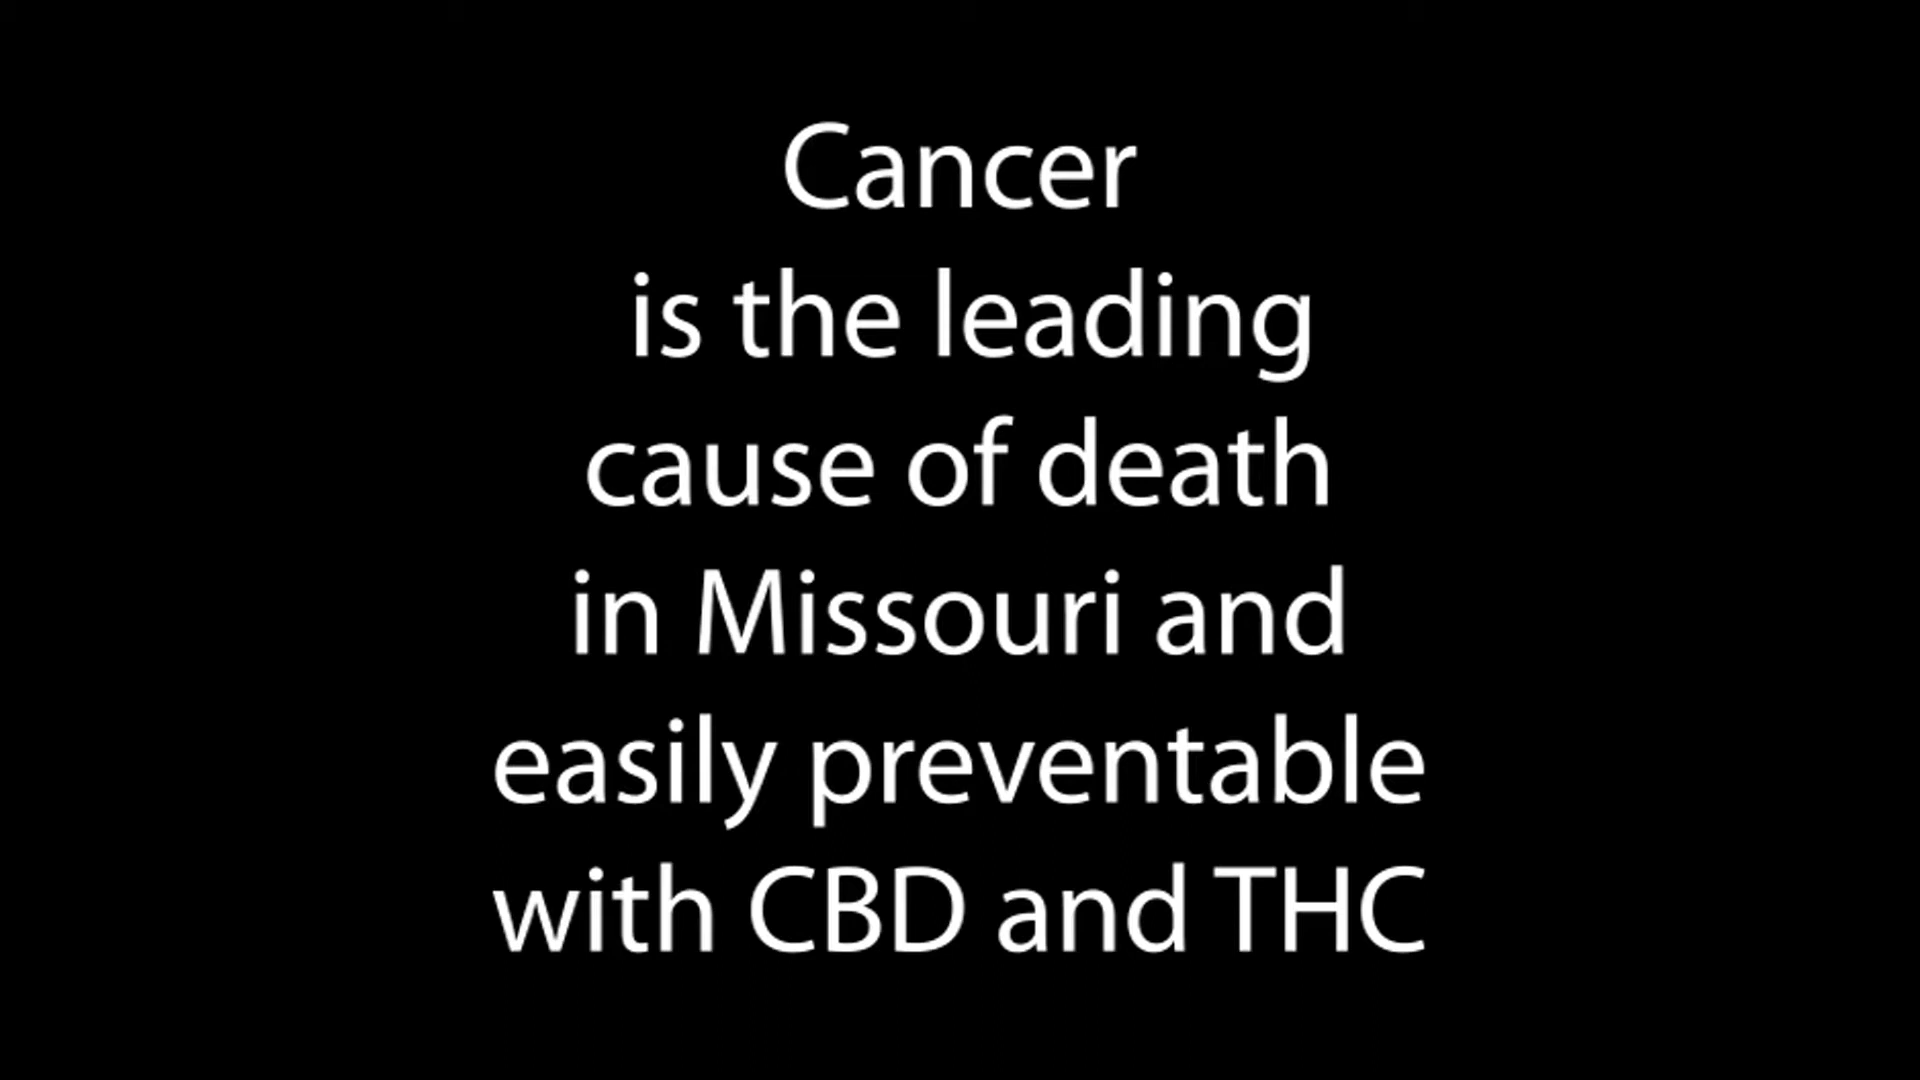 Cancer
is the leading
cause of death
in Missouri and
easily preventable
with CBD and THC